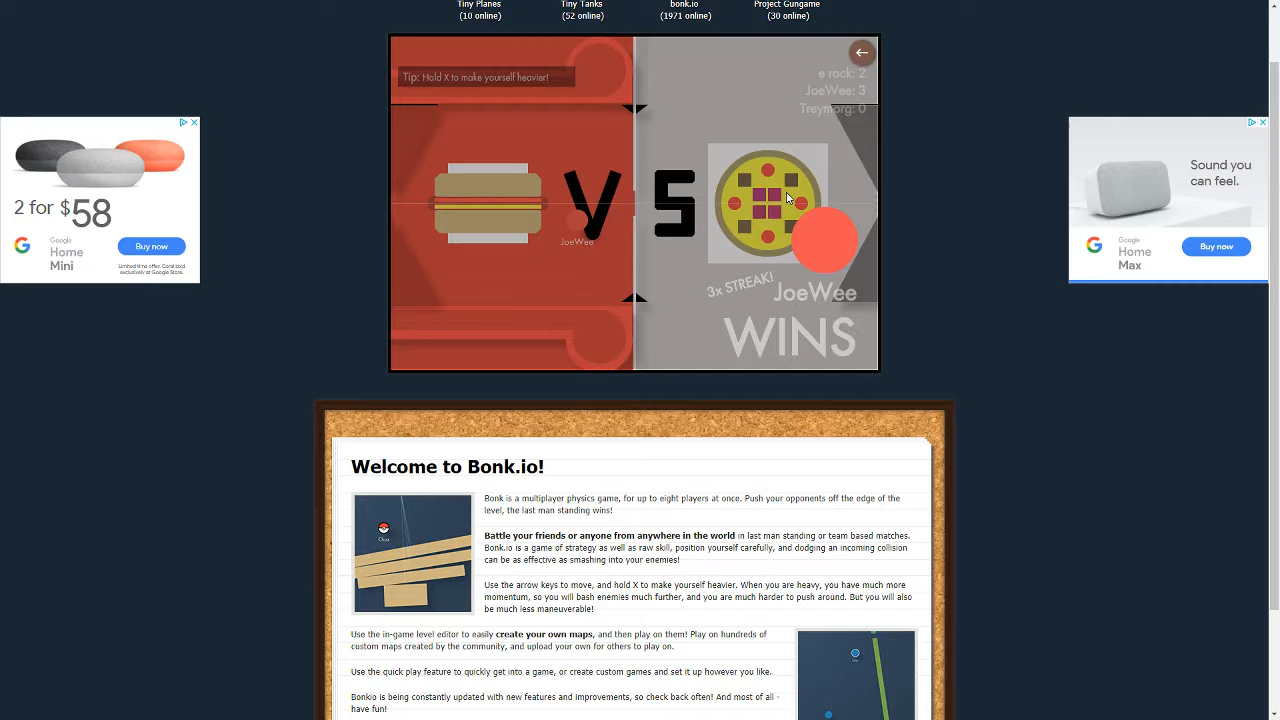 Tiny Planes
(10 online)
Tiny Tanks
(52 online)
bonk.io
(1971 online)
Project Gungame
(30 online)
Tip: Hold X to make yourself heavier!
e rock: 2
JoeWee: 3
Treymorg: 0
VS
JoeWee
3x STREAK!
JoeWee
WINS
2 for $58
Google
Home
Mini
Buy now
Limited time offer. Coral sold
exclusively at Google Store.
Sound you
can feel.
Google
Home
Max
Buy now
Welcome to Bonk.io!
Bonk is a multiplayer physics game, for up to eight players at once. Push your opponents off the edge of the
level, the last man standing wins!
Battle your friends or anyone from anywhere in the world in last man standing or team based matches.
Bonk.io is a game of strategy as well as raw skill, position yourself carefully, and dodging an incoming collision
can be as effective as smashing into your enemies!
Use the arrow keys to move, and hold X to make yourself heavier. When you are heavy, you have much more
momentum, so you will bash enemies much further, and you are much harder to push around. But you will also
be much less maneuverable!
Use the in-game level editor to easily create your own maps, and then play on them! Play on hundreds of
custom maps created by the community, and upload your own for others to play on.
Use the quick play feature to quickly get into a game, or create custom games and set it up however you like.
Bonkio is being constantly updated with new features and improvements, so check back often! And most of all -
have fun!